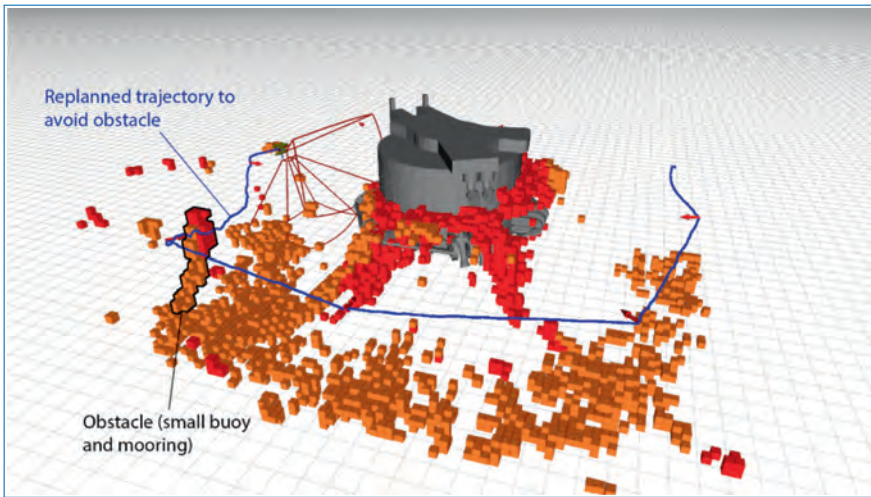 Replanned trajectory to
avoid obstacle
Obstacle (small buoy
and mooring)